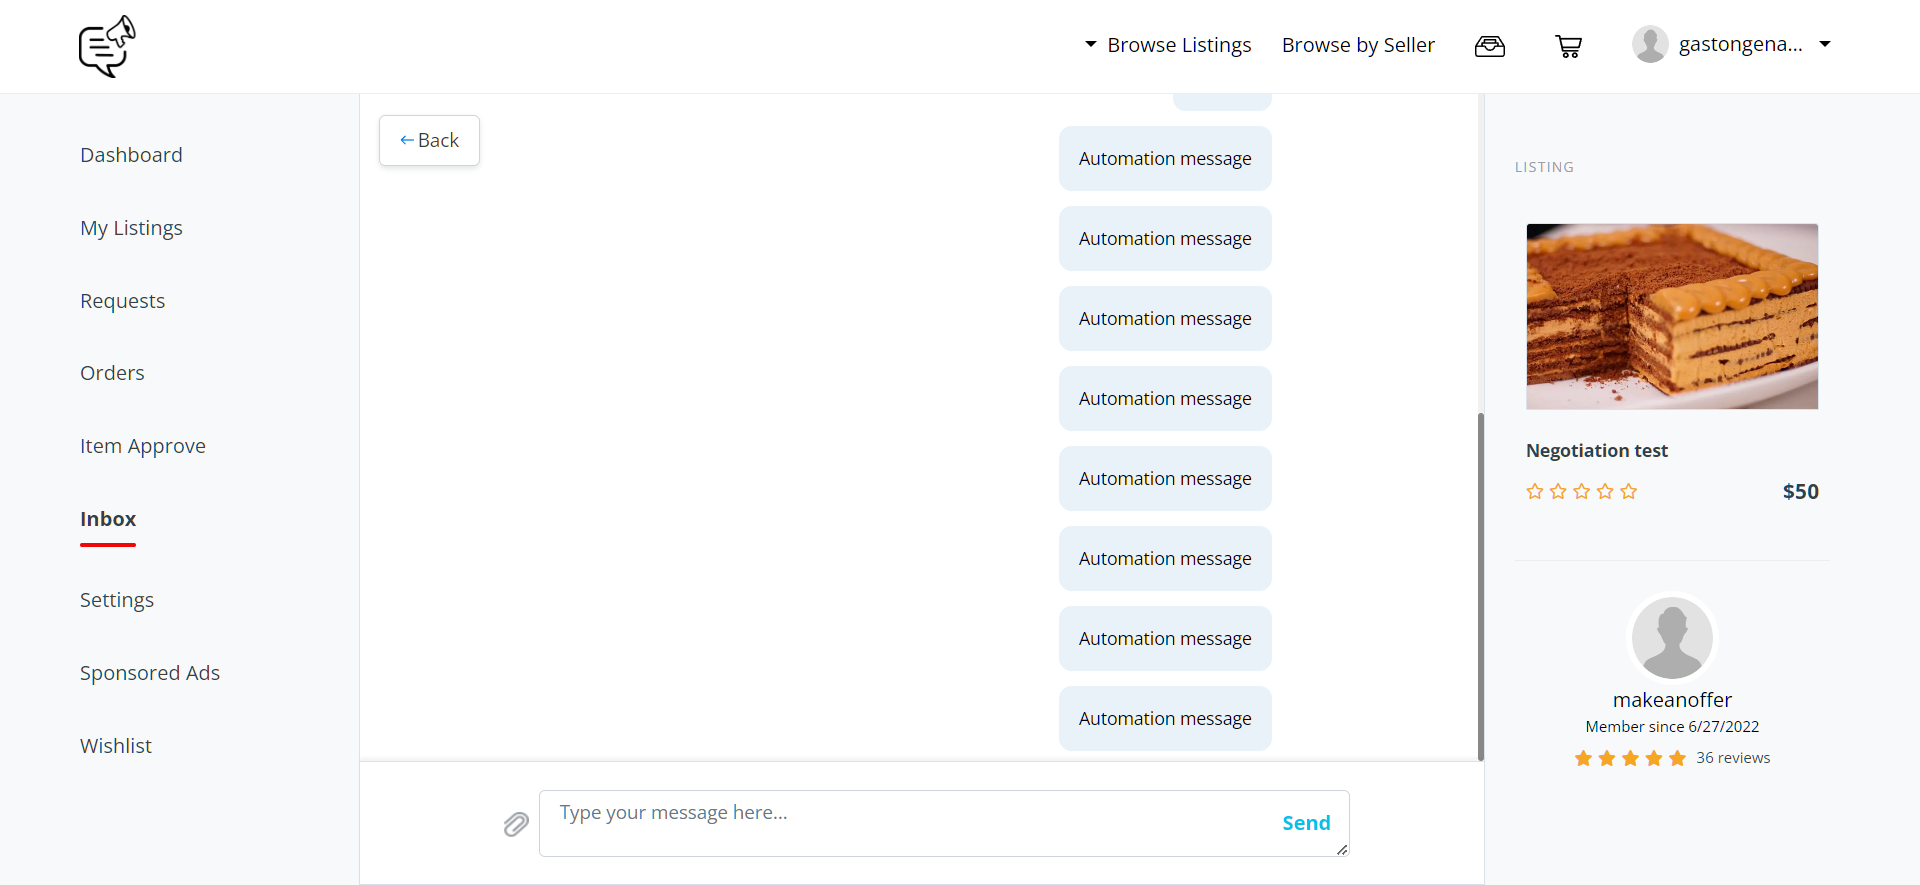 Browse Listings
Browse by Seller
gastongena...
Dashboard
My Listings
Requests
Orders
Item Approve
Inbox
Settings
Sponsored Ads
Wishlist
Back
Automation message
Automation message
Automation message
Automation message
Automation message
Automation message
Automation message
Automation message
Type your message here...
Send
LISTING
Negotiation test
$50
makeanoffer
Member since 6/27/2022
36 reviews